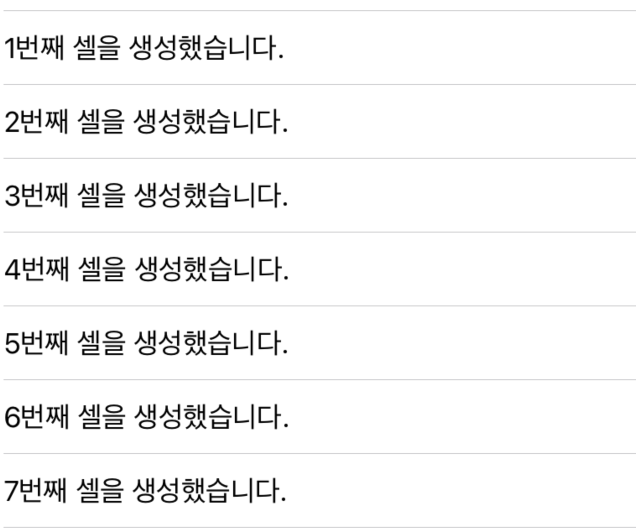 1번째 셀을 생성했습니다.
2번째 셀을 생성했습니다.
3번째 셀을 생성했습니다.
4번째 셀을 생성했습니다.
5번째 셀을 생성했습니다.
6번째 셀을 생성했습니다.
7번째 셀을 생성했습니다.